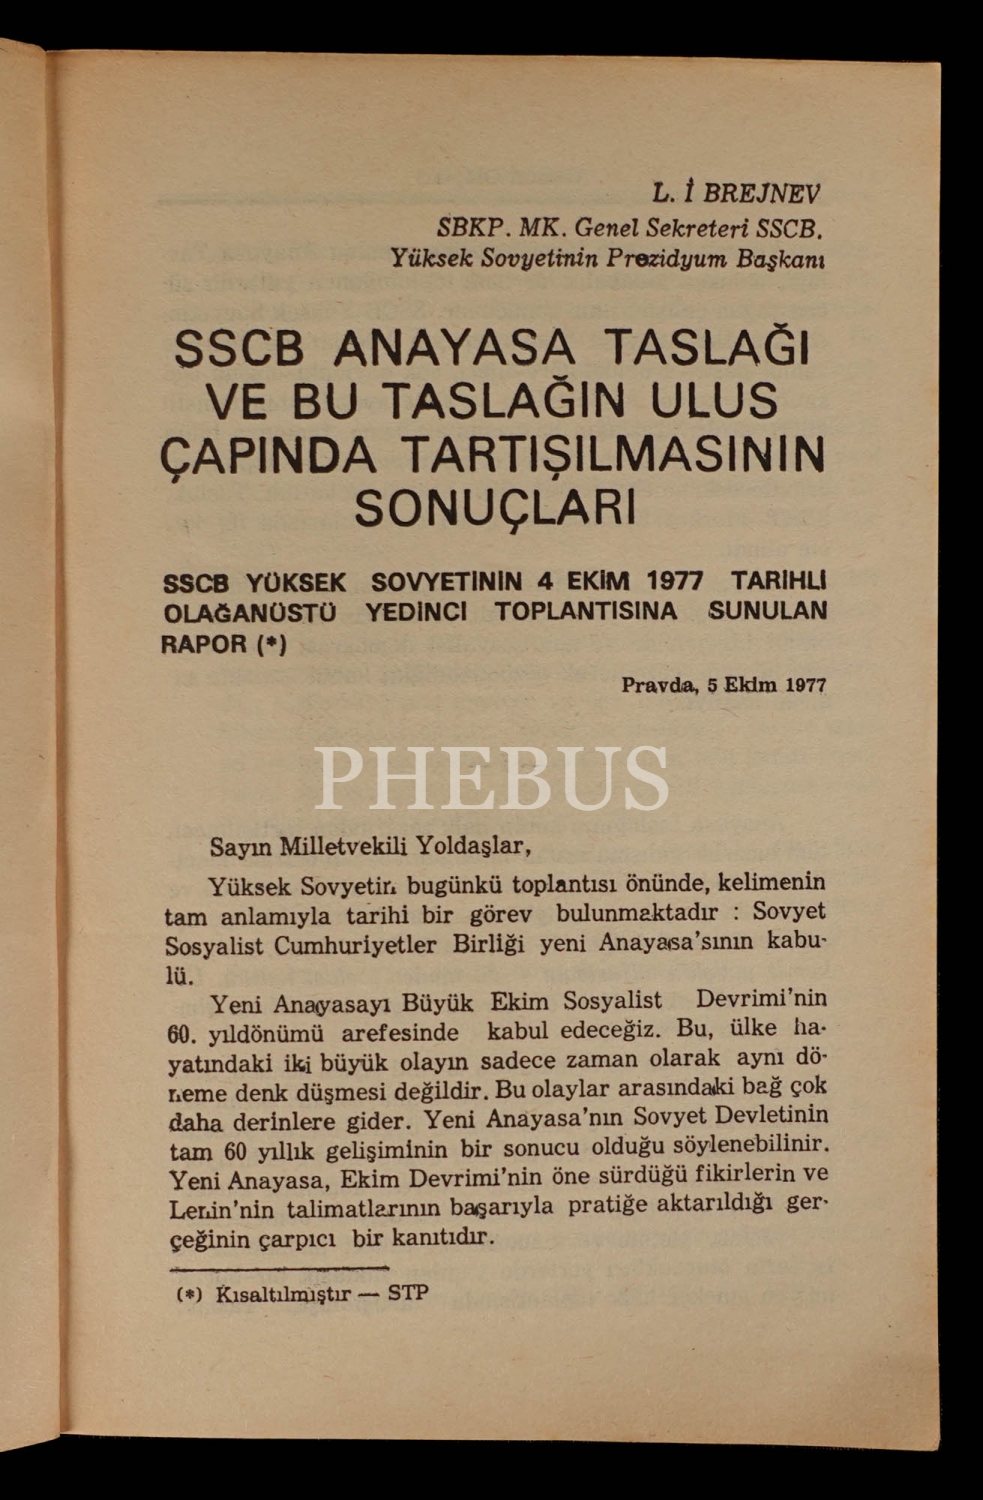 L. İ BREJNEV
SBKP. MK. Genel Sekreteri SSCB.
Yüksek Sovyetinin Prezidyum Başkanı
SSCB ANAYASA TASLAĞI
VE BU TASLAĞIN ULUS
ÇAPINDA TARTIŞILMASININ
SONUÇLARI
SSCB YÜKSEK SOVYETİNİN 4 EKİM 1977 TARİHLİ
OLAĞANÜSTÜ YEDİNCİ TOPLANTISINA SUNULAN
RAPOR (*)
Pravda, 5 Ekim 1977
PHEBUS
Sayın Milletvekili Yoldaşlar,
Yüksek Sovyetin bugünkü toplantısı önünde, kelimenin
tam anlamıyla tarihi bir görev bulunmaktadır : Sovyet
Sosyalist Cumhuriyetler Birliği yeni Anayasa'sının kabu-
lü.
Yeni Anayasayı Büyük Ekim Sosyalist Devrimi'nin
60. yıldönümü arefesinde kabul edeceğiz. Bu, ülke ha-
yatındaki iki büyük olayın sadece zaman olarak aynı dö-
neme denk düşmesi değildir. Bu olaylar arasındaki bağ çok
daha derinlere gider. Yeni Anayasa'nın Sovyet Devletinin
tam 60 yıllık gelişiminin bir sonucu olduğu söylenebilinir.
Yeni Anayasa, Ekim Devrimi'nin öne sürdüğü fikirlerin ve
Lenin'nin talimatlarının başarıyla pratiğe aktarıldığı ger-
çeğinin çarpıcı bir kanıtıdır.
(*) Kısaltılmıştır — STP